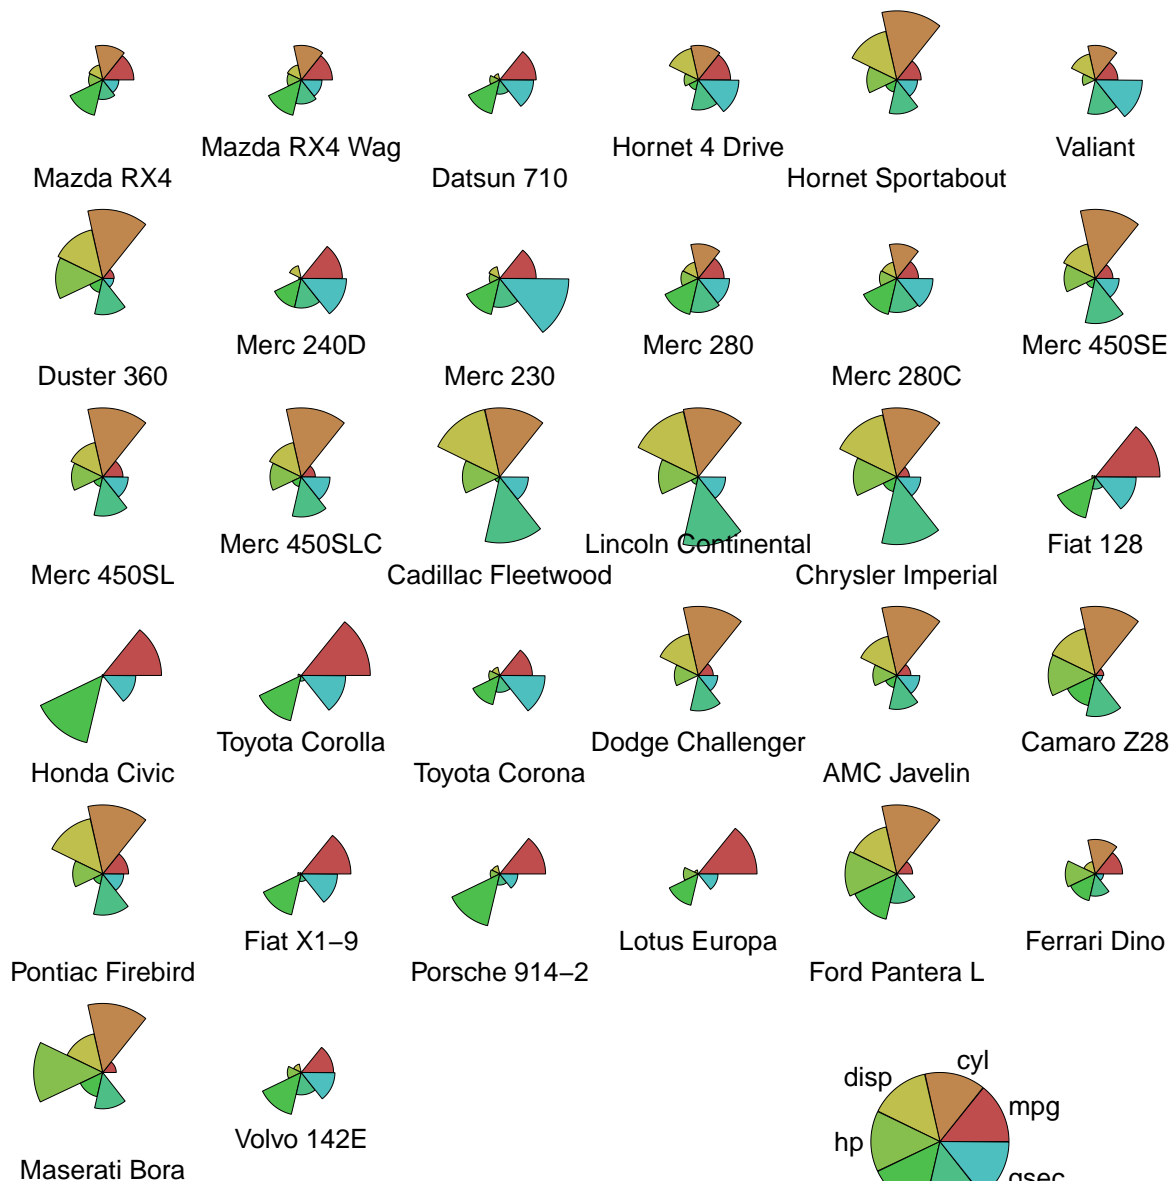 Mazda RX4
Mazda RX4 Wag
Datsun 710
Hornet 4 Drive
Hornet Sportabout
Valiant
Duster 360
Merc 240D
Merc 230
Merc 280
Merc 280C
Merc 450SE
Merc 450SL
Merc 450SLC
Cadillac Fleetwood
Lincoln Continental
Chrysler Imperial
Fiat 128
Honda Civic
Toyota Corolla
Toyota Corona
Dodge Challenger
AMC Javelin
Camaro Z28
Pontiac Firebird
Fiat X1−9
Porsche 914−2
Lotus Europa
Ford Pantera L
Ferrari Dino
Maserati Bora
Volvo 142E
cyl
disp
mpg
hp
qsec